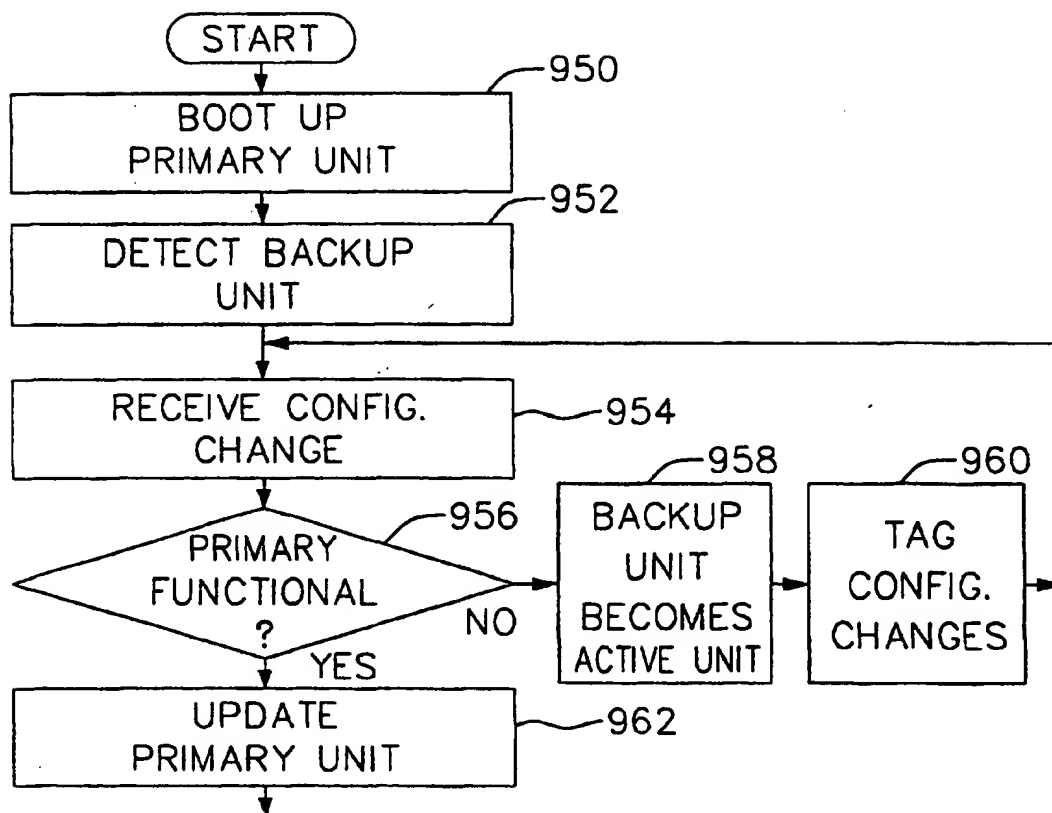 START
950
BOOT UP
PRIMARY UNIT
952
DETECT BACKUP
UNIT
RECEIVE CONFIG.
CHANGE
954
956
PRIMARY
FUNCTIONAL
?
NO
YES
958
BACKUP
UNIT
BECOMES
ACTIVE UNIT
960
TAG
CONFIG.
CHANGES
UPDATE
PRIMARY UNIT
962